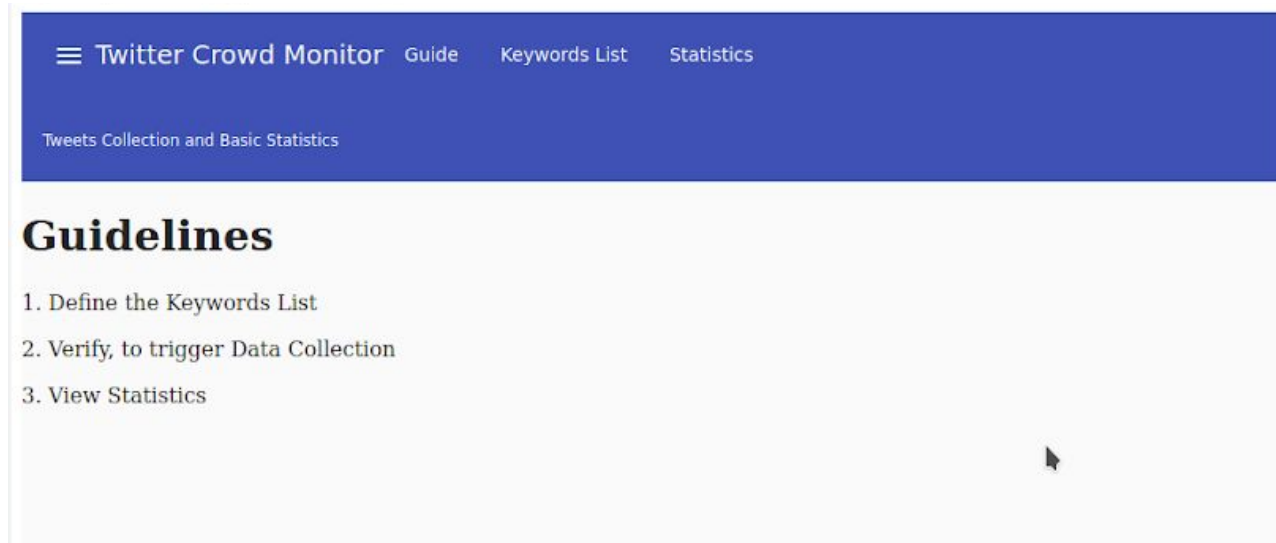 Twitter Crowd Monitor Guide Keywords List Statistics
Tweets Collection and Basic Statistics
Guidelines
1. Define the Keywords List
2. Verify, to trigger Data Collection
3. View Statistics